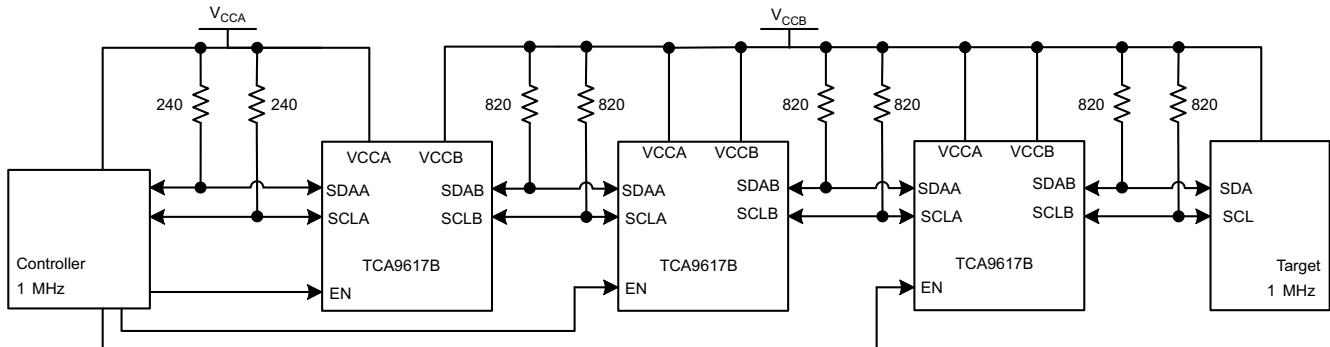 VCCA
VCCB
240
240
820
820
820
820
820
820
VCCA VCCB
VCCA VCCB
VCCA VCCB
SDAA
SDAB
SDAA
SDAB
SDAA
SDAB
SDA
SCLA
SCLB
SCLA
SCLB
SCLA
SCLB
SCL
Controller
1 MHz
TCA9617B
TCA9617B
TCA9617B
Target
1 MHz
EN
EN
EN